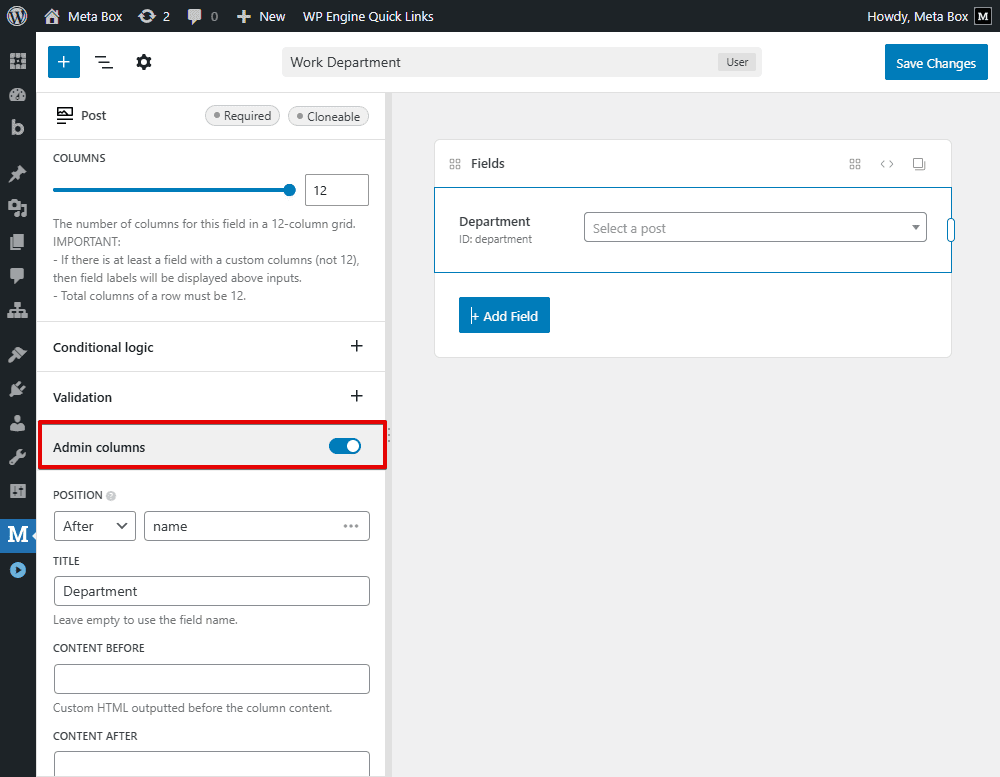 Meta Box
2
0
New
WP Engine Quick Links
Howdy, Meta Box
M
+
Work Department
User
Save Changes
Post
Required
Cloneable
COLUMNS
12
The number of columns for this field in a 12-column grid.
IMPORTANT:
- If there is at least a field with a custom columns (not 12),
then field labels will be displayed above inputs.
- Total columns of a row must be 12.
Conditional logic
+
Validation
+
Admin columns
POSITION ?
After
name
•••
TITLE
Department
Leave empty to use the field name.
CONTENT BEFORE
Custom HTML outputted before the column content.
CONTENT AFTER
Fields
Department
ID: department
Select a post
+ Add Field
b
M